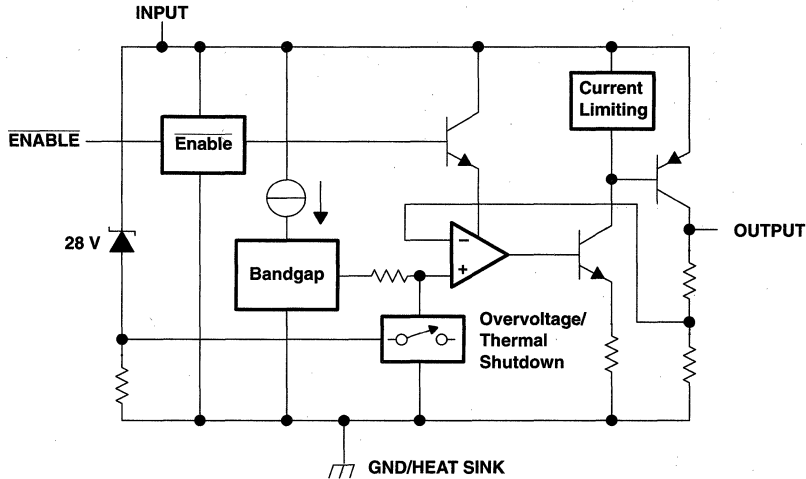 INPUT
Current
Limiting
ENABLE
Enable
28 V
Bandgap
−
+
OUTPUT
Overvoltage/
Thermal
Shutdown
GND/HEAT SINK